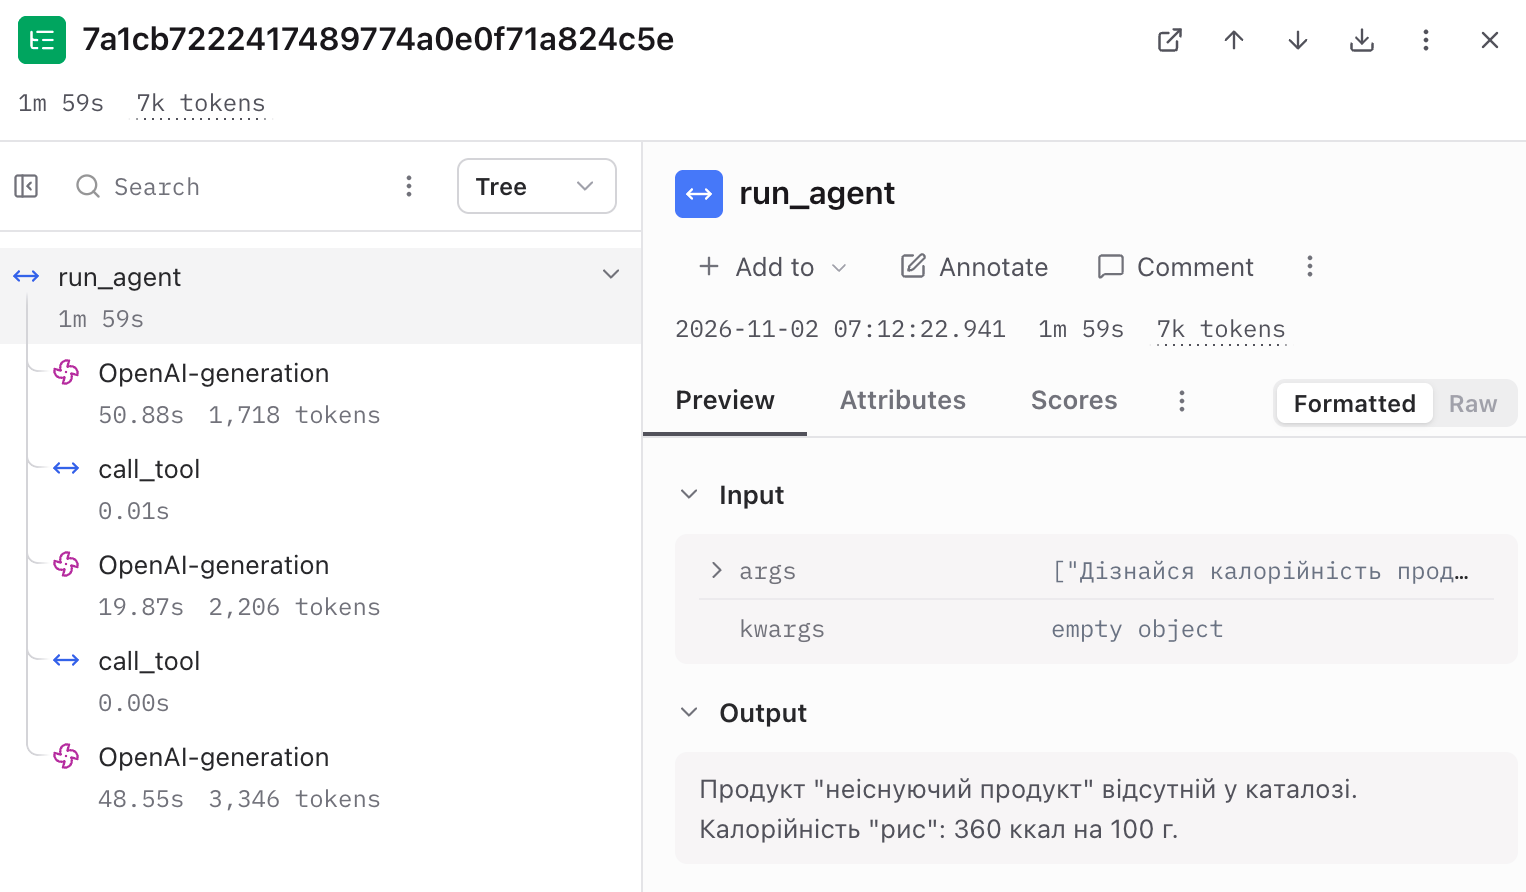 7a1cb7222417489774a0e0f71a824c5e
1m 59s 7k tokens
Search
Tree
run_agent
1m 59s
OpenAI-generation
50.88s 1,718 tokens
call_tool
0.01s
OpenAI-generation
19.87s 2,206 tokens
call_tool
0.00s
OpenAI-generation
48.55s 3,346 tokens
run_agent
Add to Annotate Comment
2026-11-02 07:12:22.941 1m 59s 7k tokens
Preview Attributes Scores Formatted Raw
Input
args ["Дізнайся калорійність прод…
kwargs empty object
Output
Продукт "неіснуючий продукт" відсутній у каталозі.
Калорійність "рис": 360 ккал на 100 г.